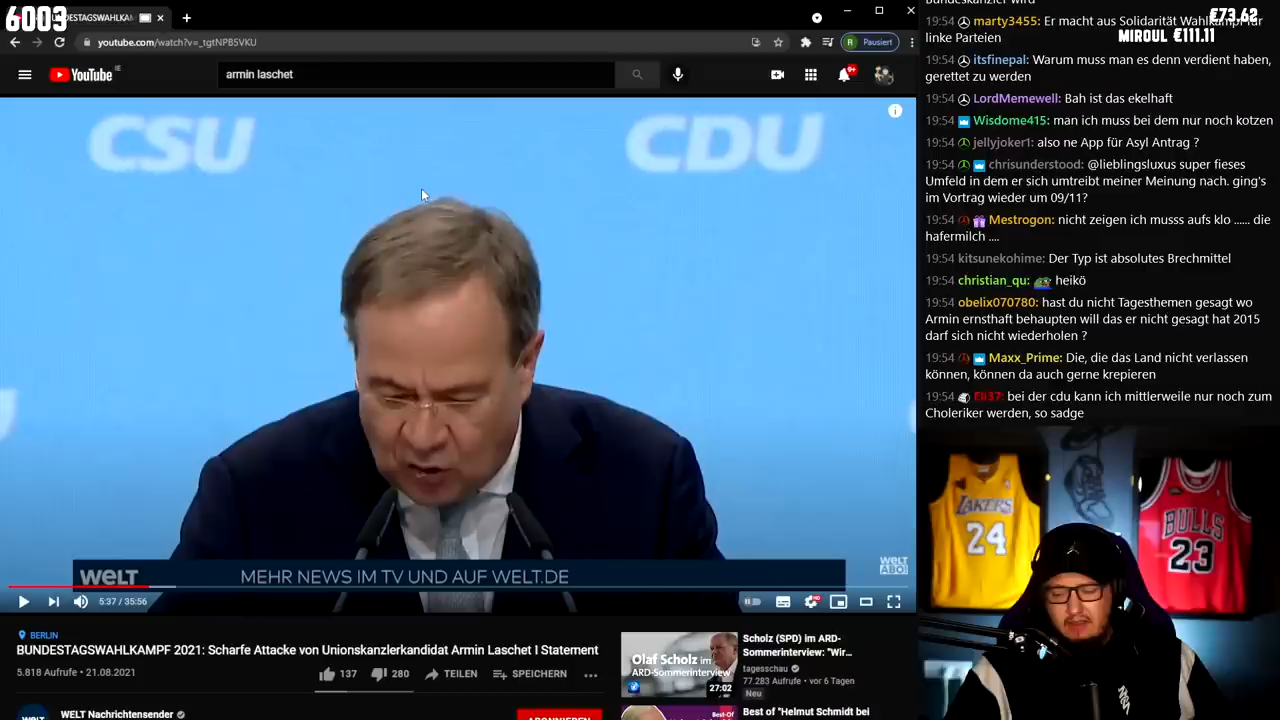 6003
BUNDESTAGSWAHLKAM
youtube.com/watch?v=_tgtNPB5VKU
Pausiert
YouTube IE
armin laschet
9+
CSU
CDU
WELT
MEHR NEWS IM TV UND AUF WELT.DE
WELT
ABO!
5:37 / 35:56
HD
BERLIN
BUNDESTAGSWAHLKAMPF 2021: Scharfe Attacke von Unionskanzlerkandidat Armin Laschet I Statement
5.818 Aufrufe • 21.08.2021
137
280
TEILEN
SPEICHERN
WELT Nachrichtensender
ABONNIEREN
Olaf Scholz im
ARD-Sommerinterview
27:02
Scholz (SPD) im ARD-
Sommerinterview: "Wir...
tagesschau
77.283 Aufrufe • vor 6 Tagen
Neu
Best of "Helmut Schmidt bei
Bundeskanzler wird
€73.62
MIROUL €111.11
19:54 marty3455: Er macht aus Solidarität Wahlkampf für
linke Parteien
19:54 itsfinepal: Warum muss man es denn verdient haben,
gerettet zu werden
19:54 LordMemewell: Bah ist das ekelhaft
19:54 Wisdome415: man ich muss bei dem nur noch kotzen
19:54 jellyjoker1: also ne App für Asyl Antrag ?
19:54 chrisunderstood: @lieblingsluxus super fieses
Umfeld in dem er sich umtreibt meiner Meinung nach. ging's
im Vortrag wieder um 09/11?
19:54 Mestrogon: nicht zeigen ich musss aufs klo ...... die
hafermilch ....
19:54 kitsunekohime: Der Typ ist absolutes Brechmittel
19:54 christian_qu: heikö
19:54 obelix070780: hast du nicht Tagesthemen gesagt wo
Armin ernsthaft behaupten will das er nicht gesagt hat 2015
darf sich nicht wiederholen ?
19:54 Maxx_Prime: Die, die das Land nicht verlassen
können, können da auch gerne krepieren
19:54 Eli37: bei der cdu kann ich mittlerweile nur noch zum
Choleriker werden, so sadge
LAKERS
24
BULLS
23